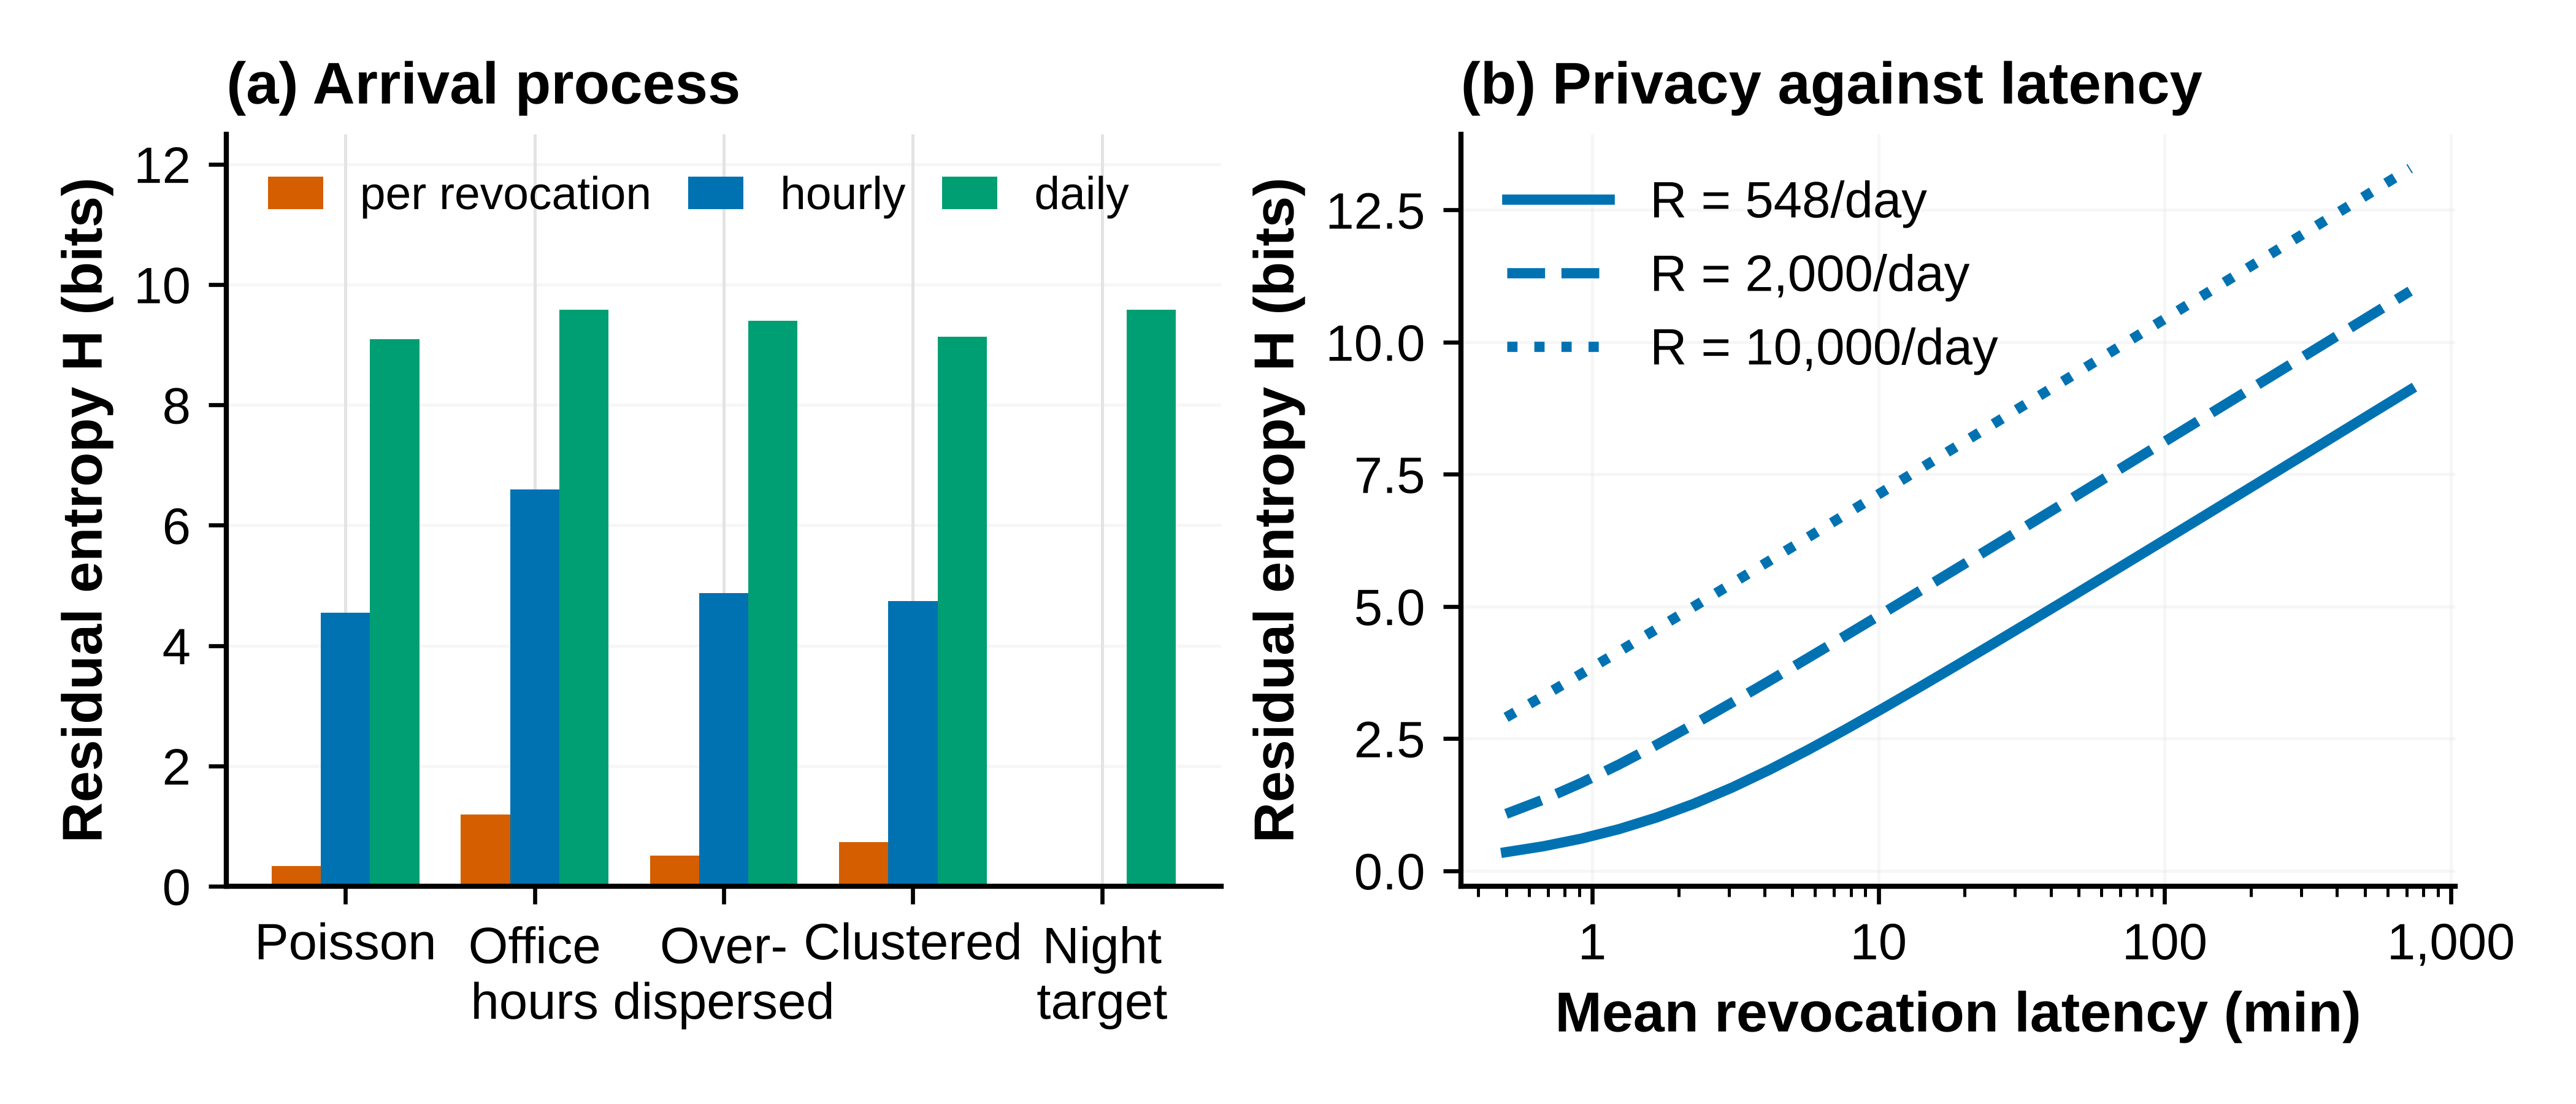 (a) Arrival process
Residual entropy H (bits)
12
10
8
6
4
2
0
per revocation hourly daily
Poisson
Office
hours
Over-
dispersed
Clustered
Night
target
(b) Privacy against latency
Residual entropy H (bits)
12.5
10.0
7.5
5.0
2.5
0.0
R = 548/day
R = 2,000/day
R = 10,000/day
1 10 100 1,000
Mean revocation latency (min)